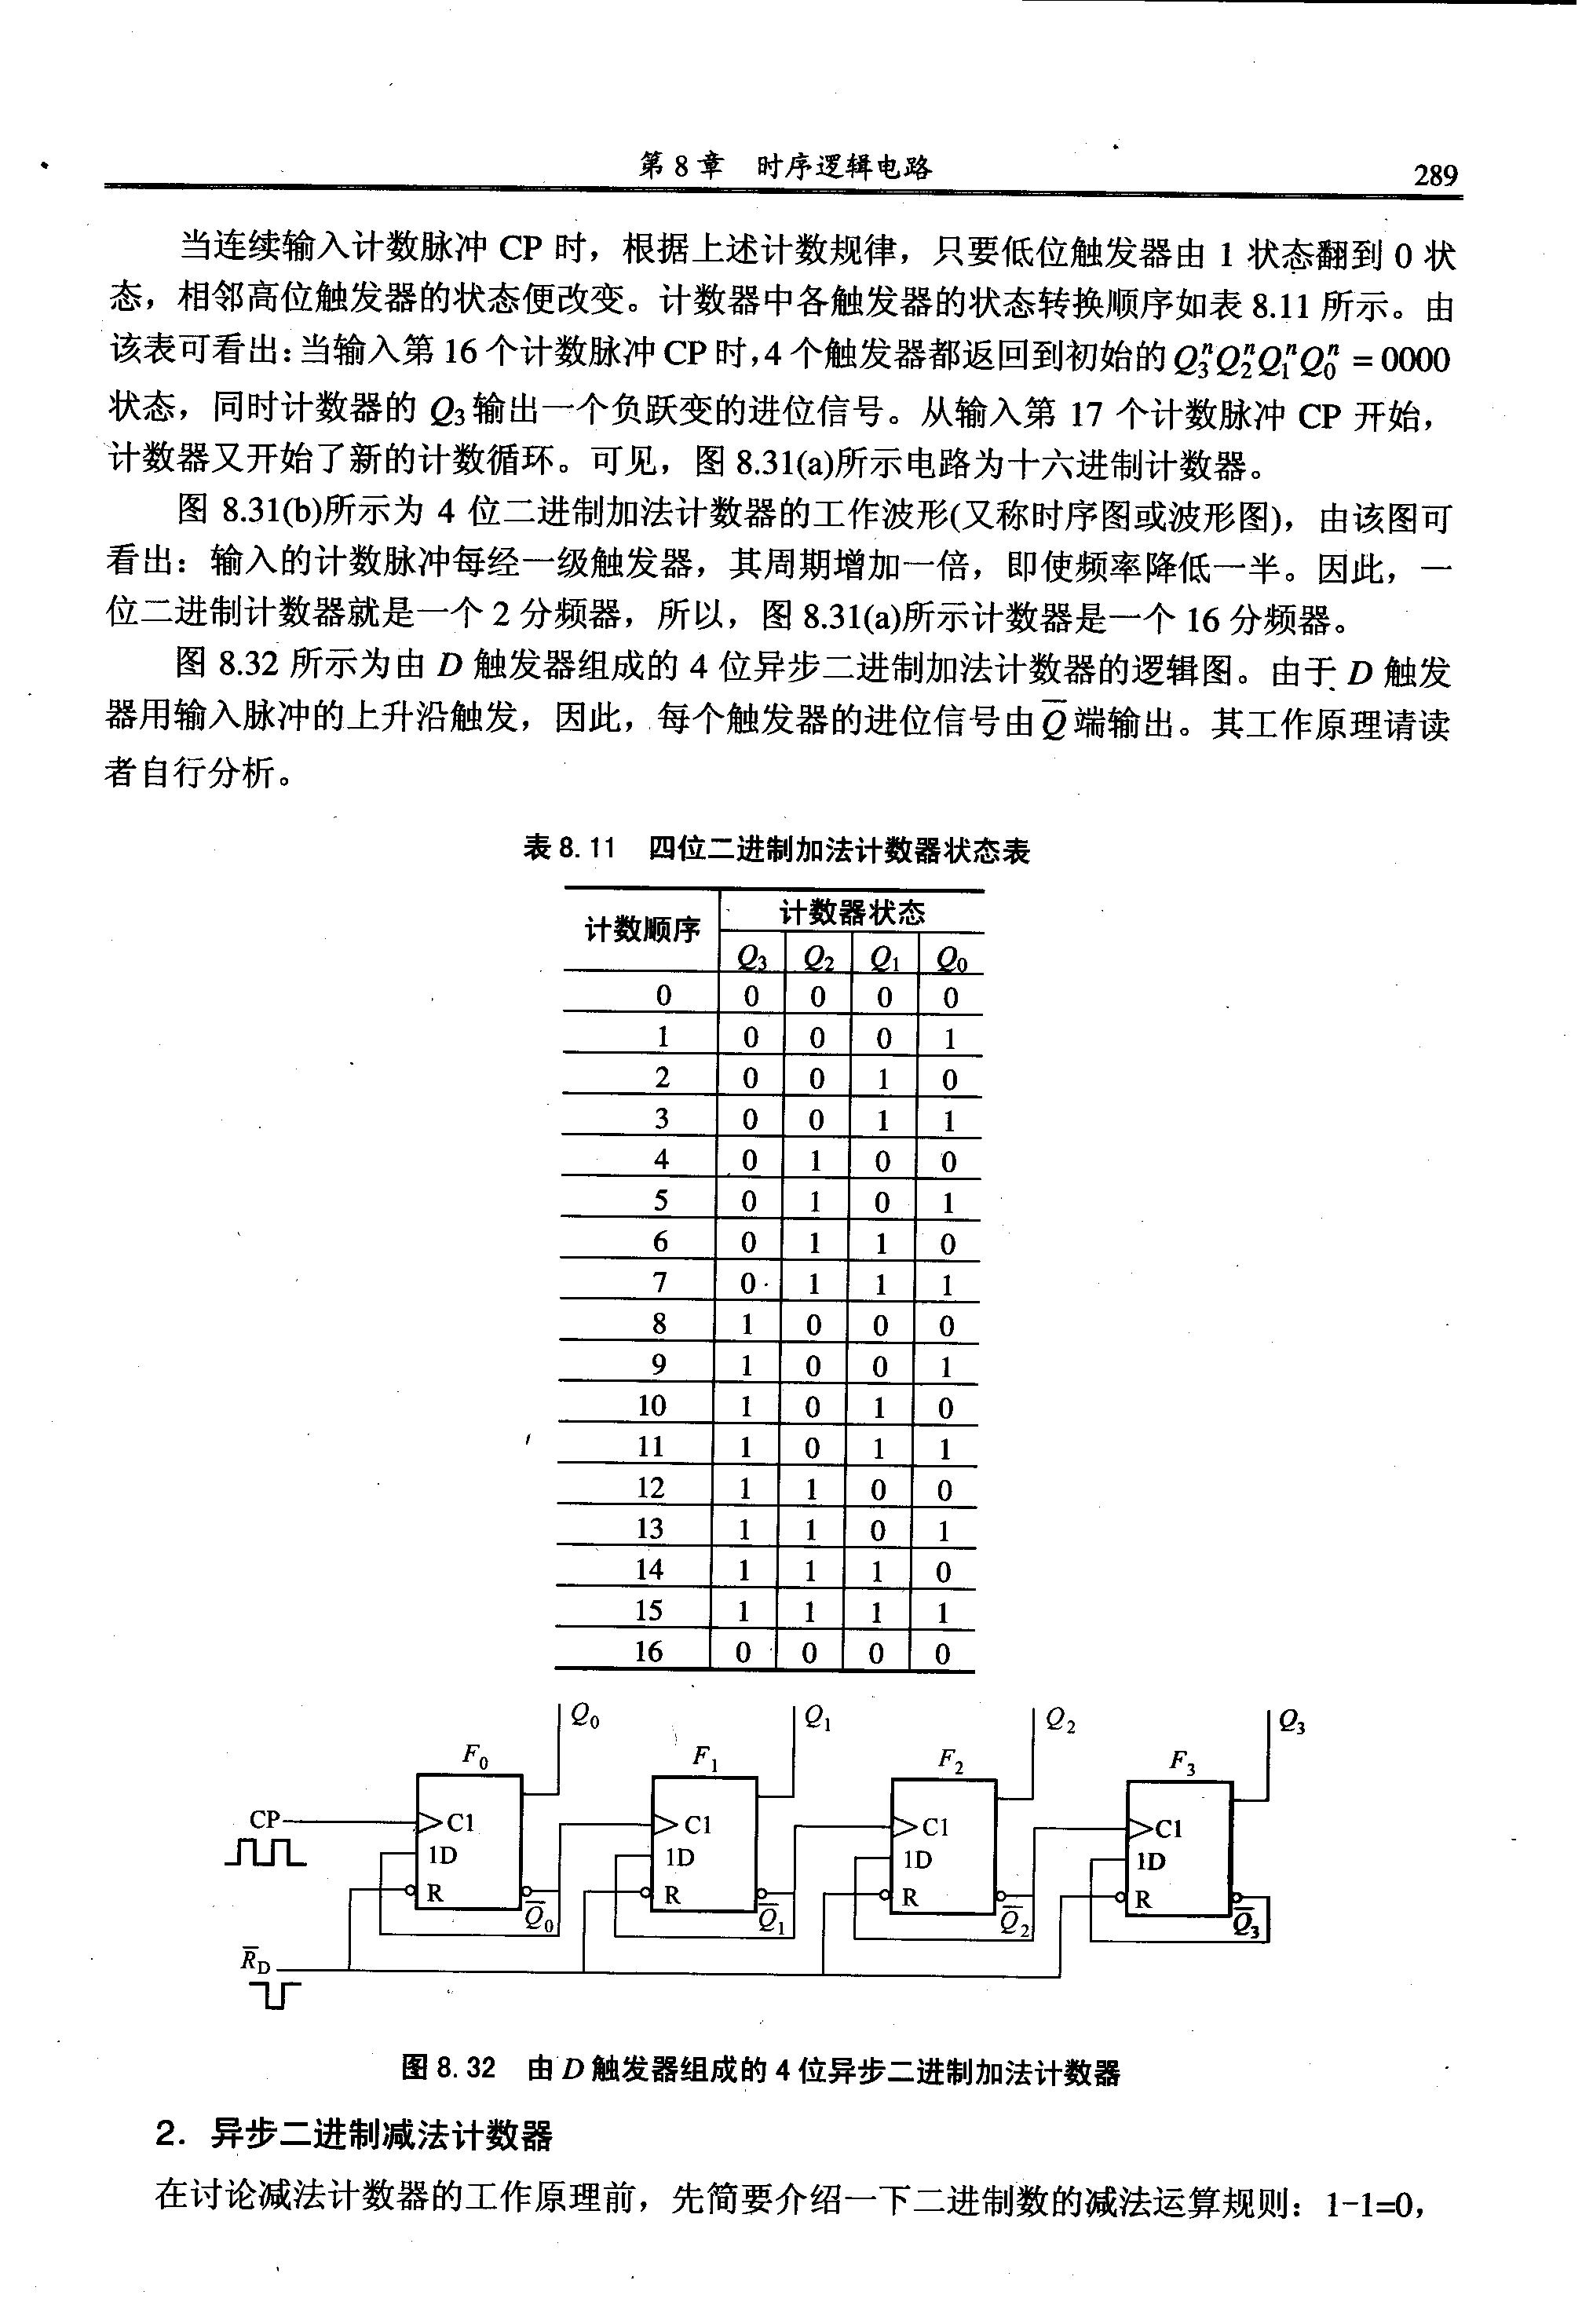 第 8 章　时序逻辑电路
289
当连续输入计数脉冲 CP 时，根据上述计数规律，只要低位触发器由 1 状态翻到 0 状
态，相邻高位触发器的状态便改变。计数器中各触发器的状态转换顺序如表 8.11 所示。由
该表可看出：当输入第 16 个计数脉冲 CP 时，4 个触发器都返回到初始的 Q₃ⁿQ₂ⁿQ₁ⁿQ₀ⁿ = 0000
状态，同时计数器的 Q₃ 输出一个负跃变的进位信号。从输入第 17 个计数脉冲 CP 开始，
计数器又开始了新的计数循环。可见，图 8.31(a)所示电路为十六进制计数器。
图 8.31(b)所示为 4 位二进制加法计数器的工作波形(又称时序图或波形图)，由该图可
看出：输入的计数脉冲每经一级触发器，其周期增加一倍，即使频率降低一半。因此，一
位二进制计数器就是一个 2 分频器，所以，图 8.31(a)所示计数器是一个 16 分频器。
图 8.32 所示为由 D 触发器组成的 4 位异步二进制加法计数器的逻辑图。由于 D 触发
器用输入脉冲的上升沿触发，因此，每个触发器的进位信号由 Q̅ 端输出。其工作原理请读
者自行分析。
表 8.11　四位二进制加法计数器状态表
计数顺序 计数器状态
Q₃ Q₂ Q₁ Q₀
0 0 0 0 0
1 0 0 0 1
2 0 0 1 0
3 0 0 1 1
4 0 1 0 0
5 0 1 0 1
6 0 1 1 0
7 0 1 1 1
8 1 0 0 0
9 1 0 0 1
10 1 0 1 0
11 1 0 1 1
12 1 1 0 0
13 1 1 0 1
14 1 1 1 0
15 1 1 1 1
16 0 0 0 0
Q₀ Q₁ Q₂ Q₃
F₀ F₁ F₂ F₃
CP C1 C1 C1 C1
1D 1D 1D 1D
R R R R
Q̅₀ Q̅₁ Q̅₂ Q̅₃
R̅D
图 8.32　由 D 触发器组成的 4 位异步二进制加法计数器
2．异步二进制减法计数器
在讨论减法计数器的工作原理前，先简要介绍一下二进制数的减法运算规则：1-1=0，